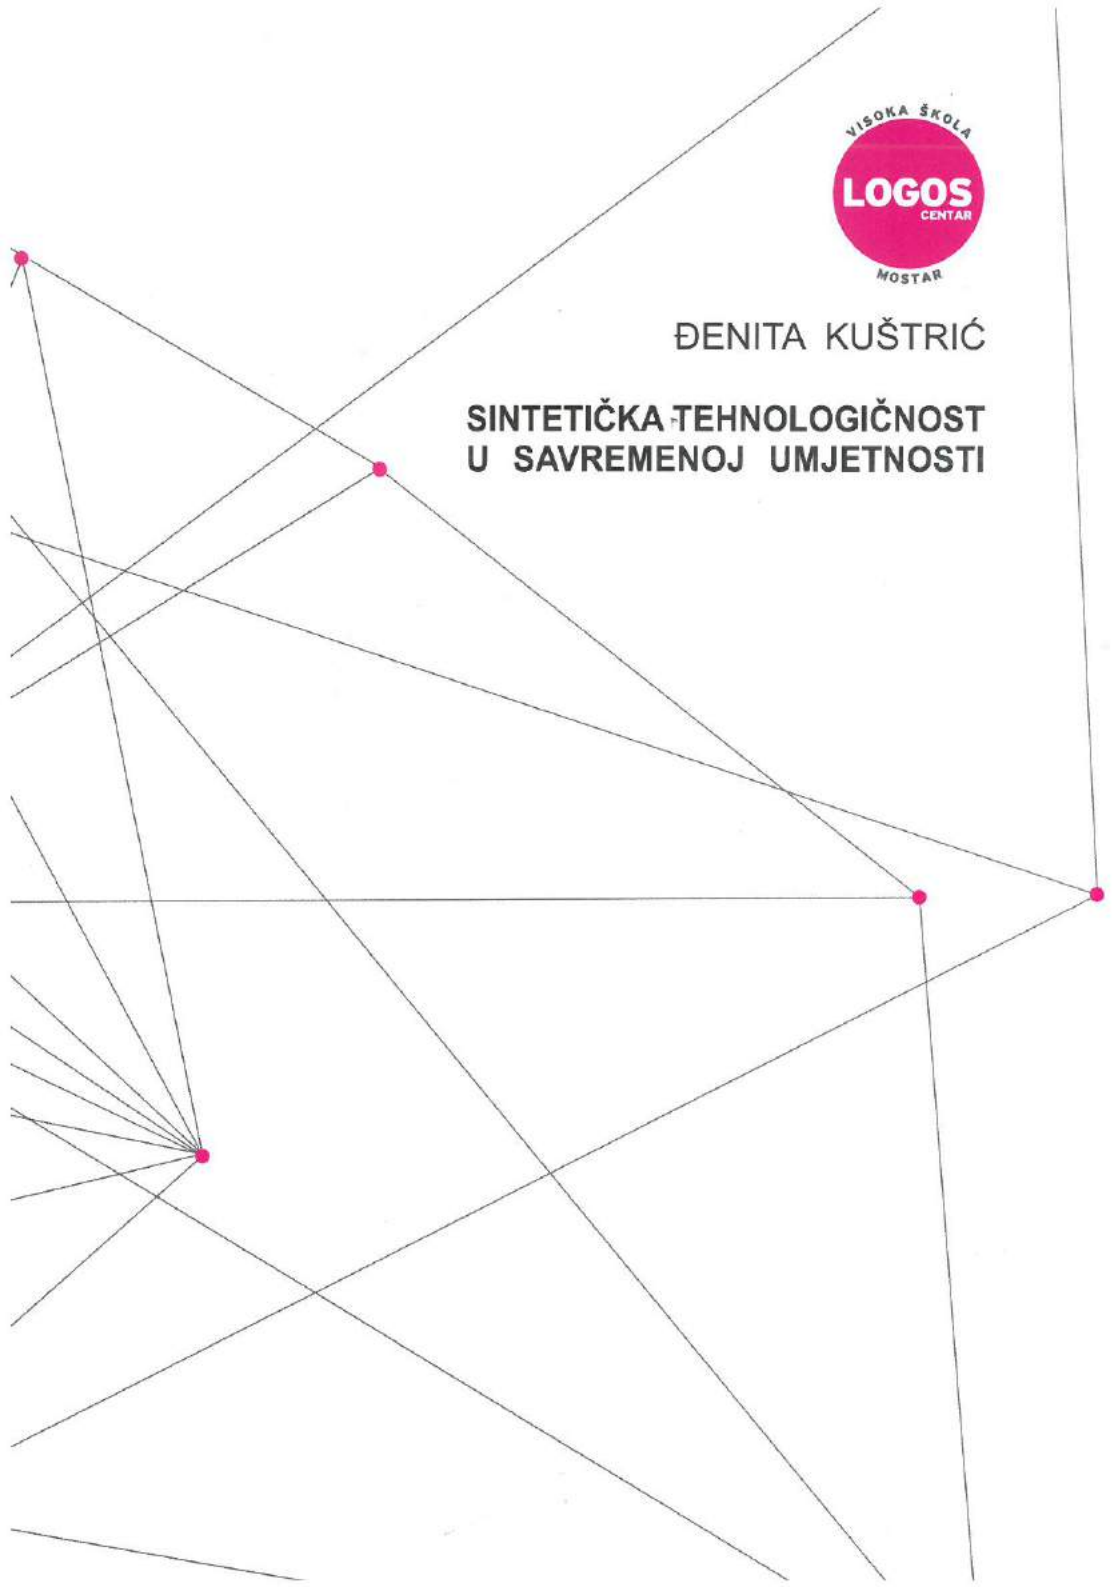 VISOKA ŠKOLA
LOGOS
CENTAR
MOSTAR
ĐENITA KUŠTRIĆ
SINTETIČKA TEHNOLOGIČNOST
U SAVREMENOJ UMJETNOSTI